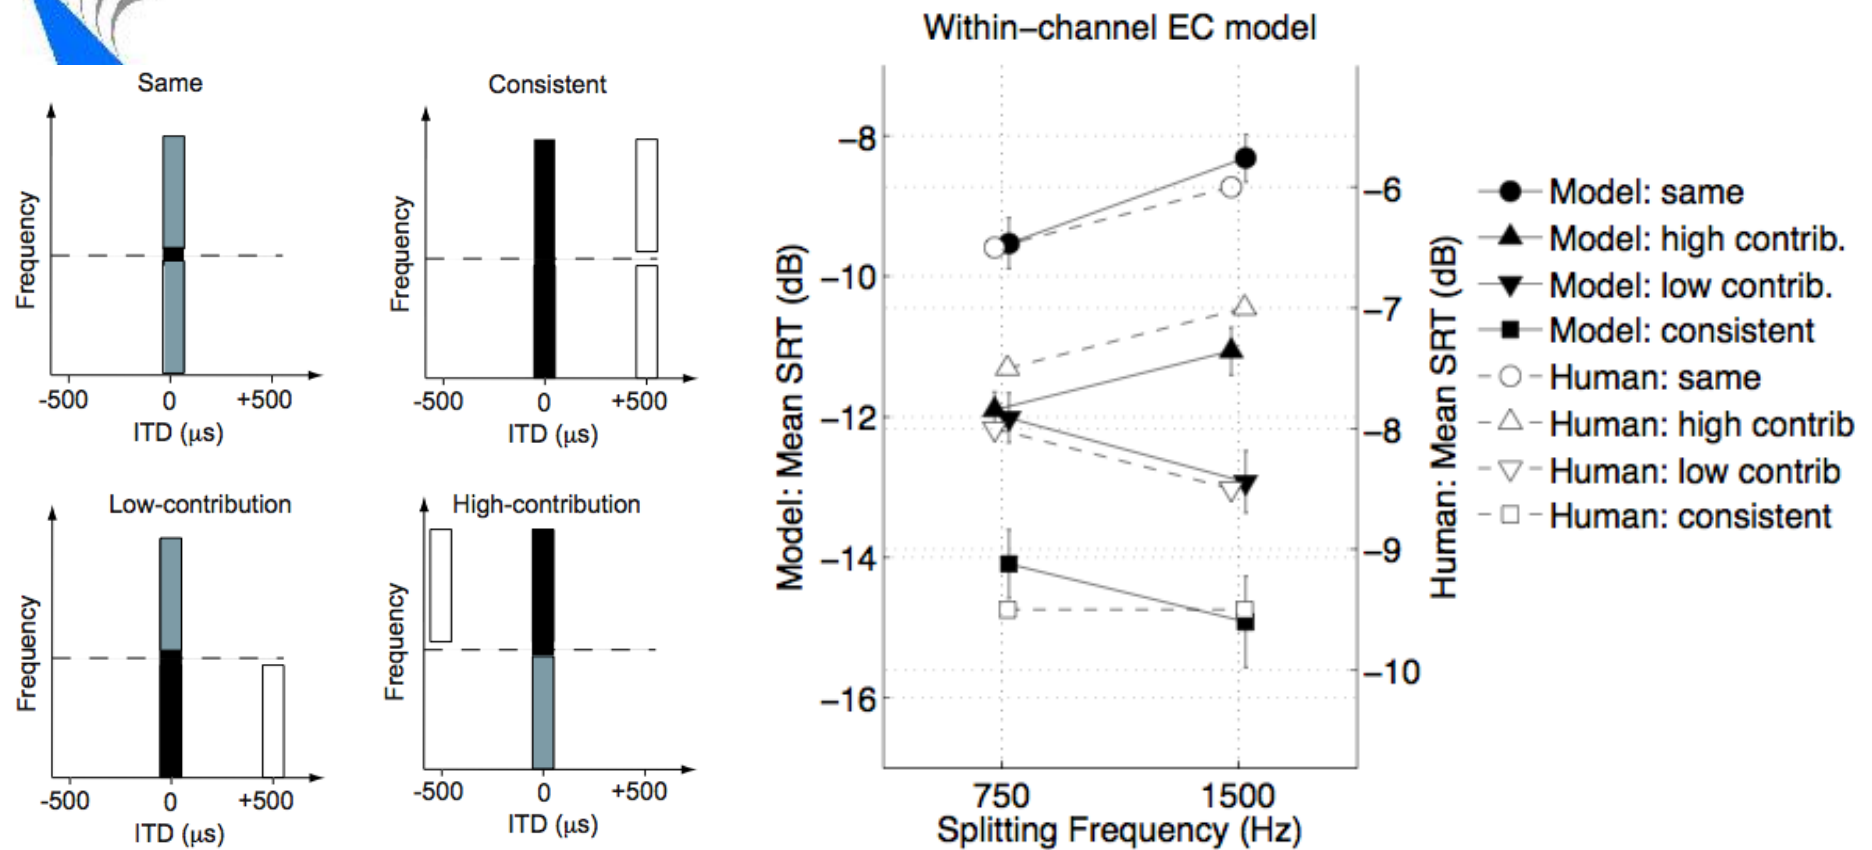 Same
Frequency
-500 0 +500
ITD (μs)
Consistent
Frequency
-500 0 +500
ITD (μs)
Low-contribution
Frequency
-500 0 +500
ITD (μs)
High-contribution
Frequency
-500 0 +500
ITD (μs)
Within−channel EC model
Model: Mean SRT (dB)
−8
−10
−12
−14
−16
−6
−7
−8
−9
−10
Human: Mean SRT (dB)
750 1500
Splitting Frequency (Hz)
Model: same
Model: high contrib.
Model: low contrib.
Model: consistent
Human: same
Human: high contrib
Human: low contrib
Human: consistent